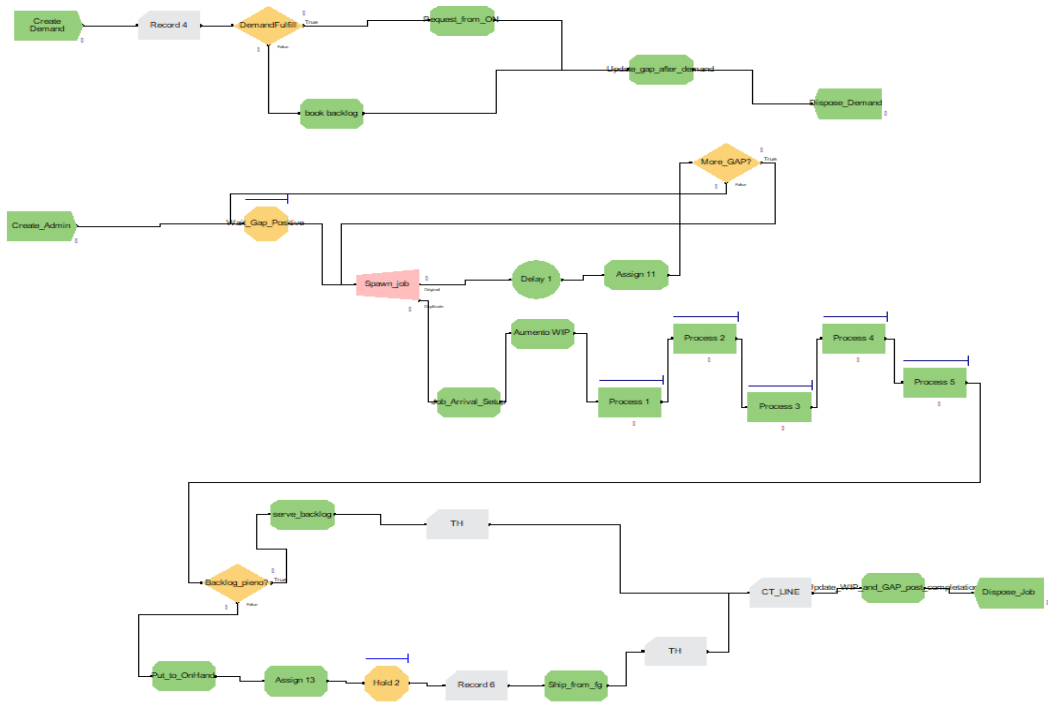 Create
Demand
Record 4
DemandFulfill
True
False
Request_from_OH
book backlog
Update_gap_after_demand
Dispose_Demand
More_GAP?
True
False
Create_Admin
Wait_Gap_Positive
Spawn_job
Original
Duplicate
Delay 1
Assign 11
Aumento WIP
Job_Arrival_Setup
Process 1
Process 2
Process 3
Process 4
Process 5
serve_backlog
TH
Backlog_pieno?
True
False
CT_LINE
Update_WIP_and_GAP_post_completation
Dispose_Job
Put_to_OnHand
Assign 13
Hold 2
Record 6
Ship_from_fg
TH